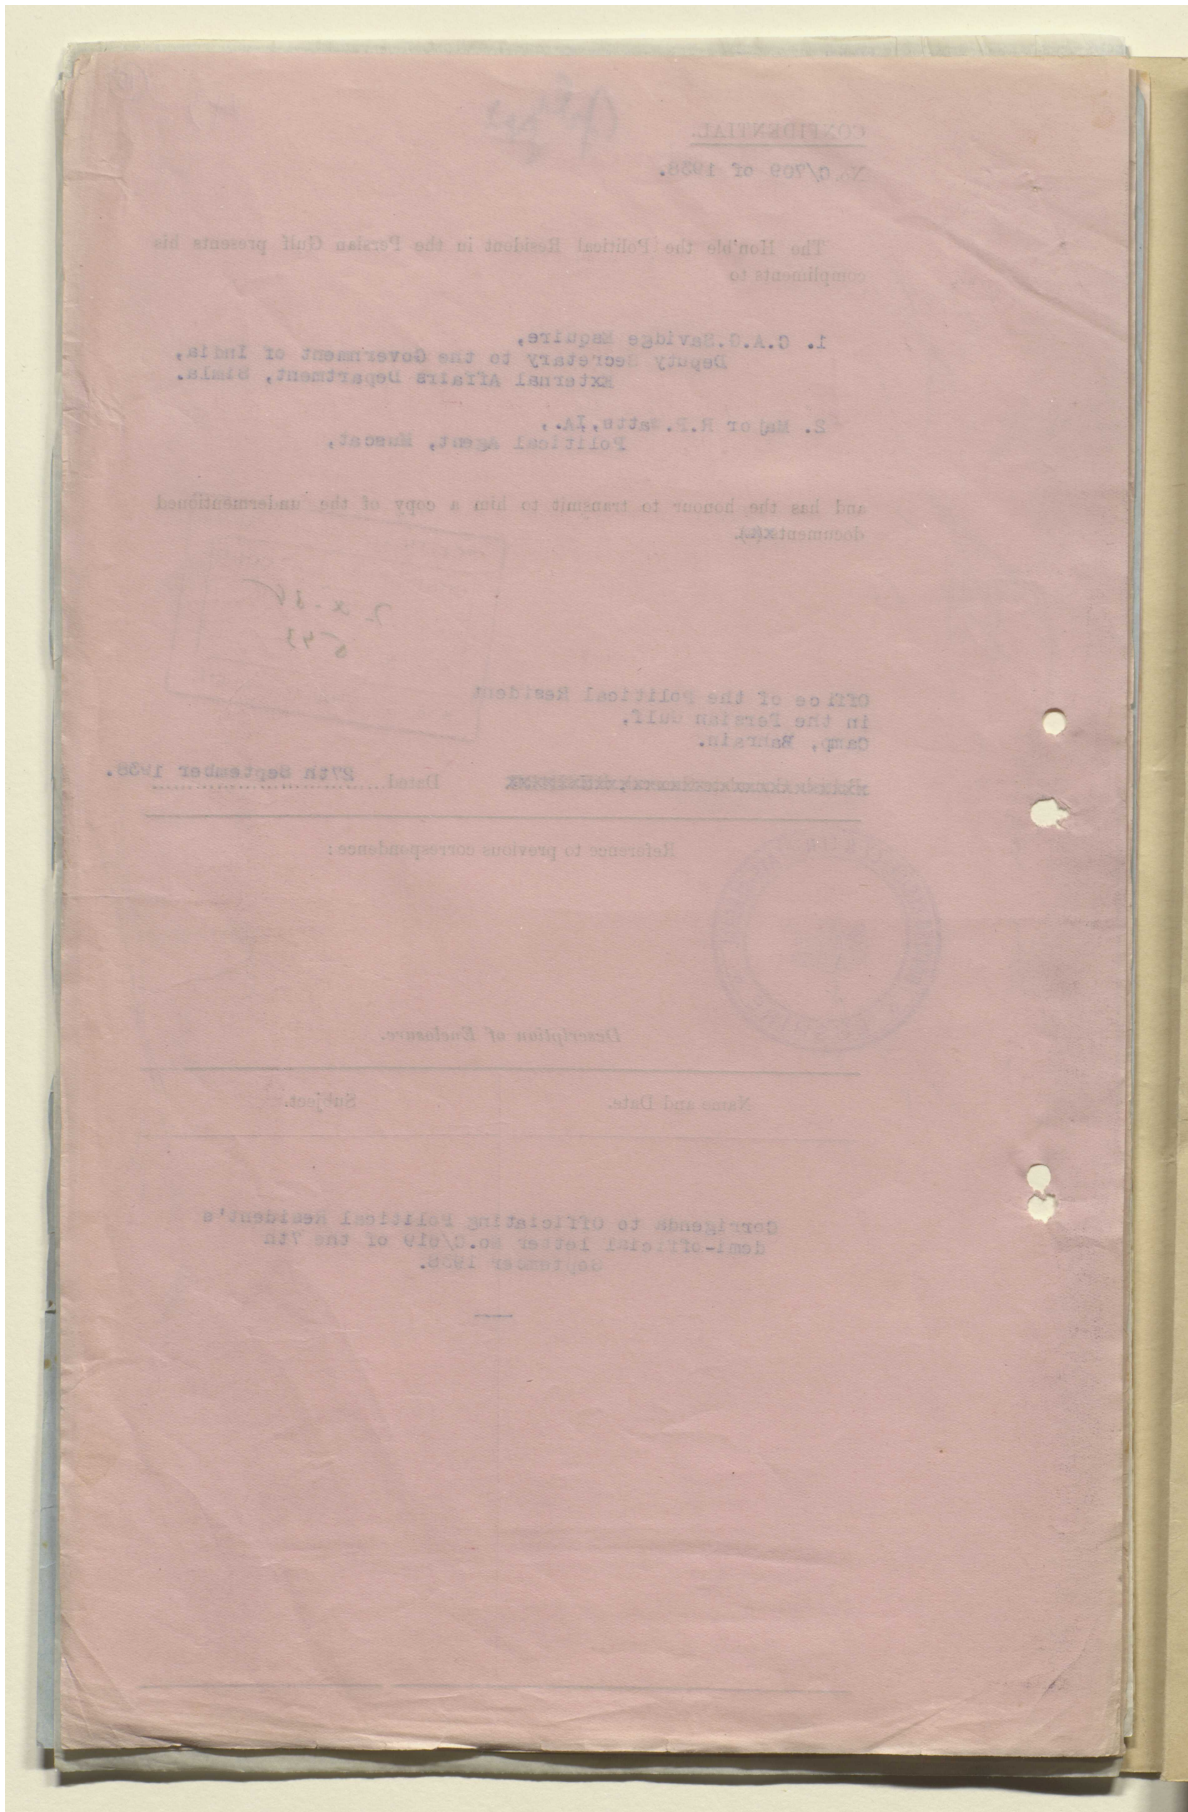 CONFIDENTIAL.
No. C/709 of 1938.
The Hon'ble the Political Resident in the Persian Gulf presents his
compliments to
1. C.A.G. Savidge Esquire,
Deputy Secretary to the Government of India,
External Affairs Department, Simla.
2. Major R.P. Watts, IA.,
Political Agent, Muscat,
and has the honour to transmit to him a copy of the undermentioned
document
Office of the Political Resident
in the Persian Gulf,
Camp, Bahrain.
Dated 27th September 1938.
Reference to previous correspondence:
Description of Enclosure.
Name and Date. Subject.
Corrigenda to Officiating Political Resident's
demi-official letter No. C/619 of the 7th
September 1938.